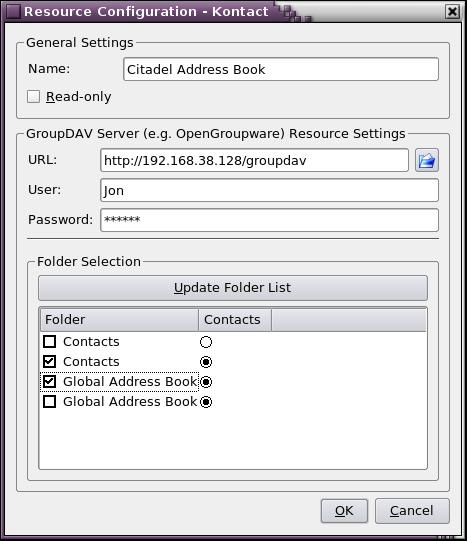 Resource Configuration - Kontact
General Settings
Name: Citadel Address Book
Read-only
GroupDAV Server (e.g. OpenGroupware) Resource Settings
URL: http://192.168.38.128/groupdav
User: Jon
Password: ******
Folder Selection
Update Folder List
Folder Contacts
Contacts
Contacts
Global Address Book
Global Address Book
OK Cancel